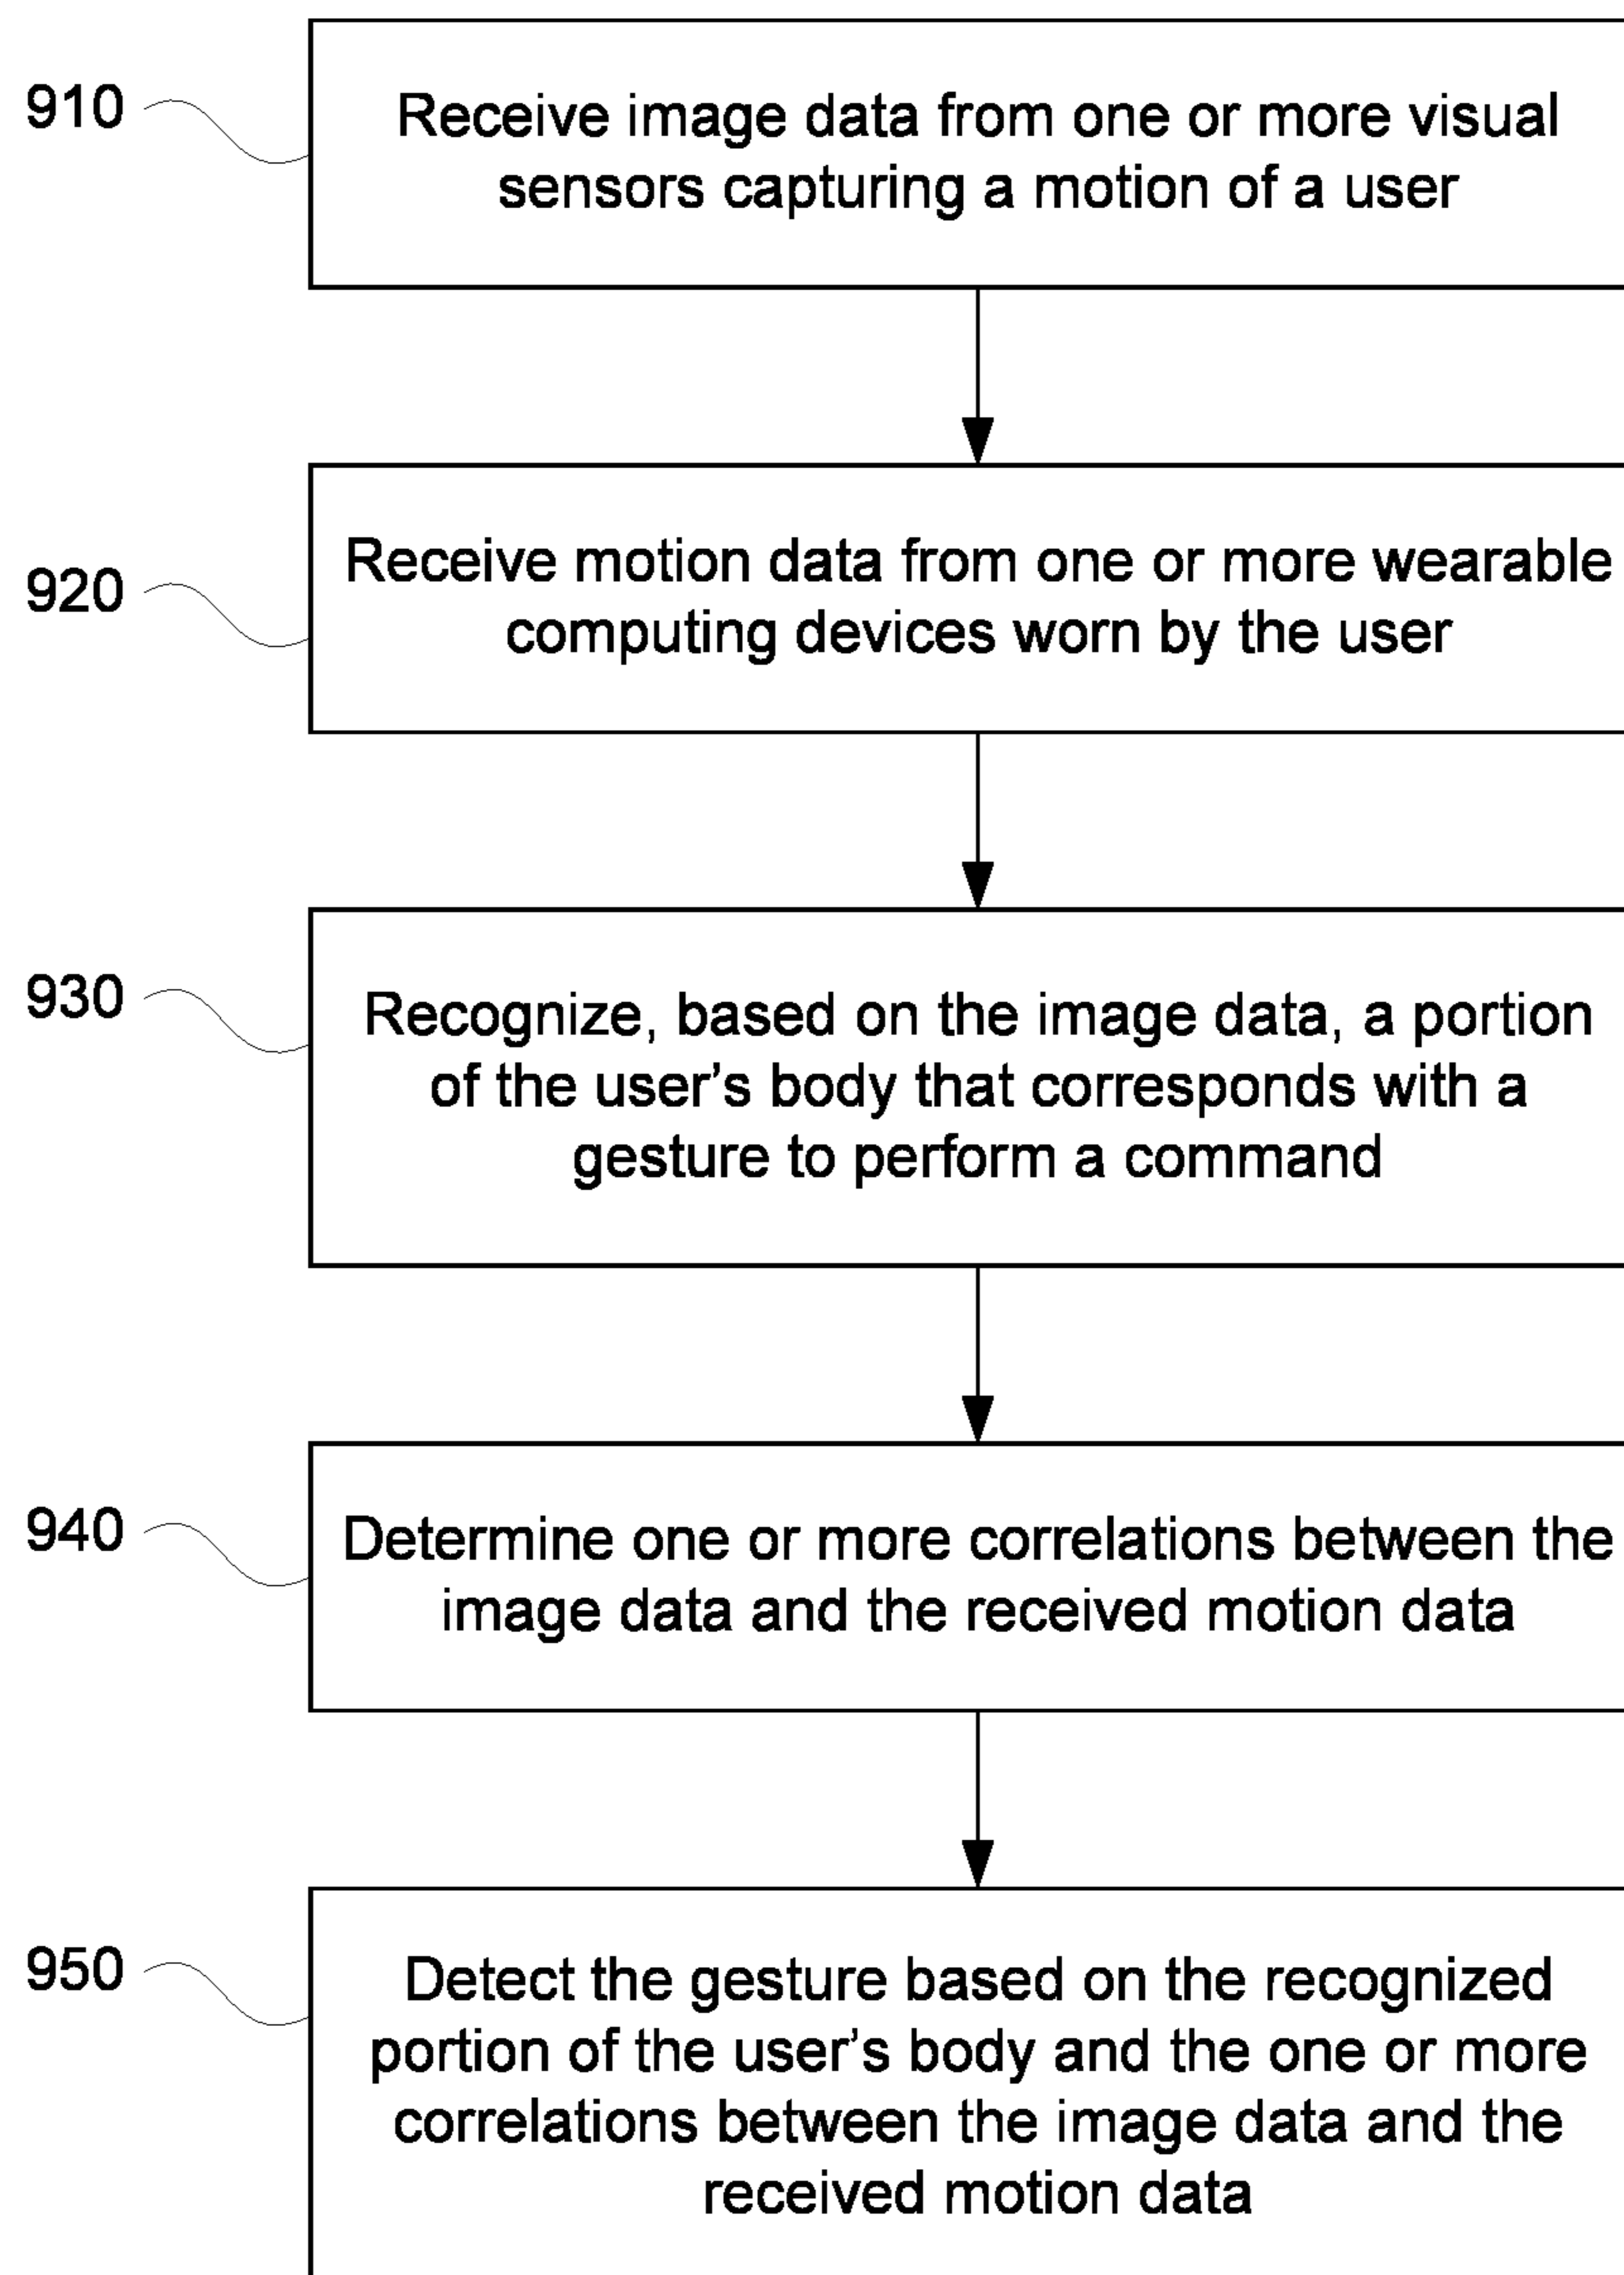 910
Receive image data from one or more visual
sensors capturing a motion of a user
920
Receive motion data from one or more wearable
computing devices worn by the user
930
Recognize, based on the image data, a portion
of the user’s body that corresponds with a
gesture to perform a command
940
Determine one or more correlations between the
image data and the received motion data
950
Detect the gesture based on the recognized
portion of the user’s body and the one or more
correlations between the image data and the
received motion data